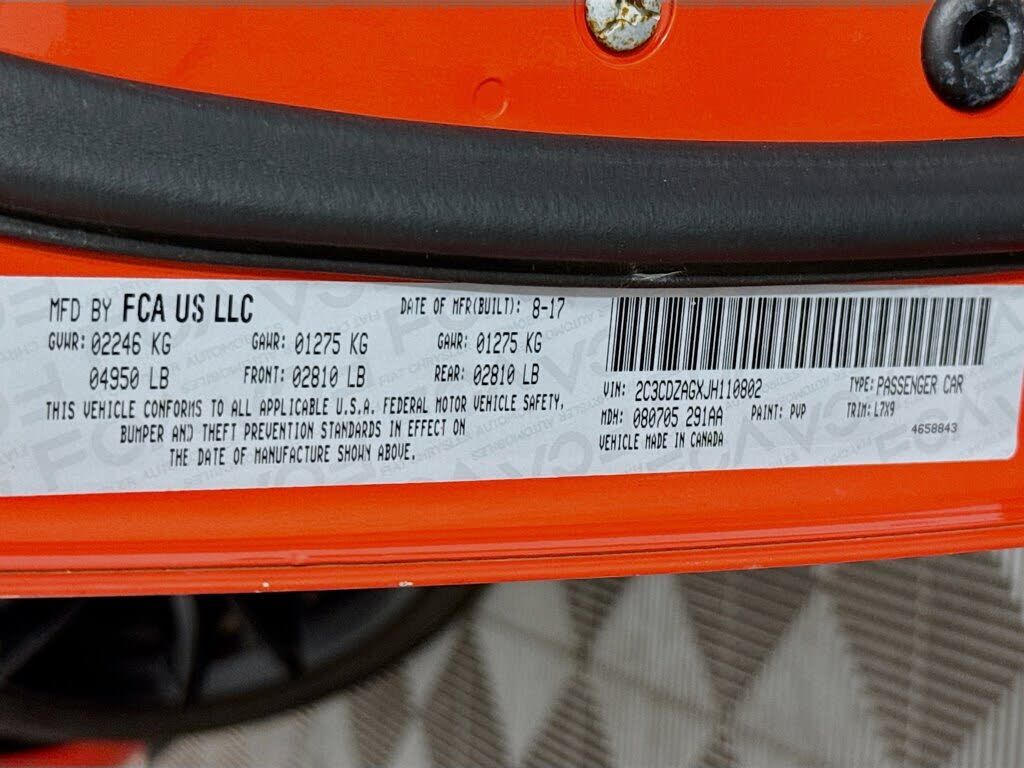 MFD BY FCA US LLC DATE OF MFR(BUILT): 8-17
GVWR: 02246 KG GAWR: 01275 KG GAWR: 01275 KG
04950 LB FRONT: 02810 LB REAR: 02810 LB
THIS VEHICLE CONFORMS TO ALL APPLICABLE U.S.A. FEDERAL MOTOR VEHICLE SAFETY,
BUMPER AND THEFT PREVENTION STANDARDS IN EFFECT ON
THE DATE OF MANUFACTURE SHOWN ABOVE.
VIN: 2C3CDZAGXJH110802 TYPE: PASSENGER CAR
MDH: 080705 291AA PAINT: PVP TRIM: L7X9
VEHICLE MADE IN CANADA 4658843